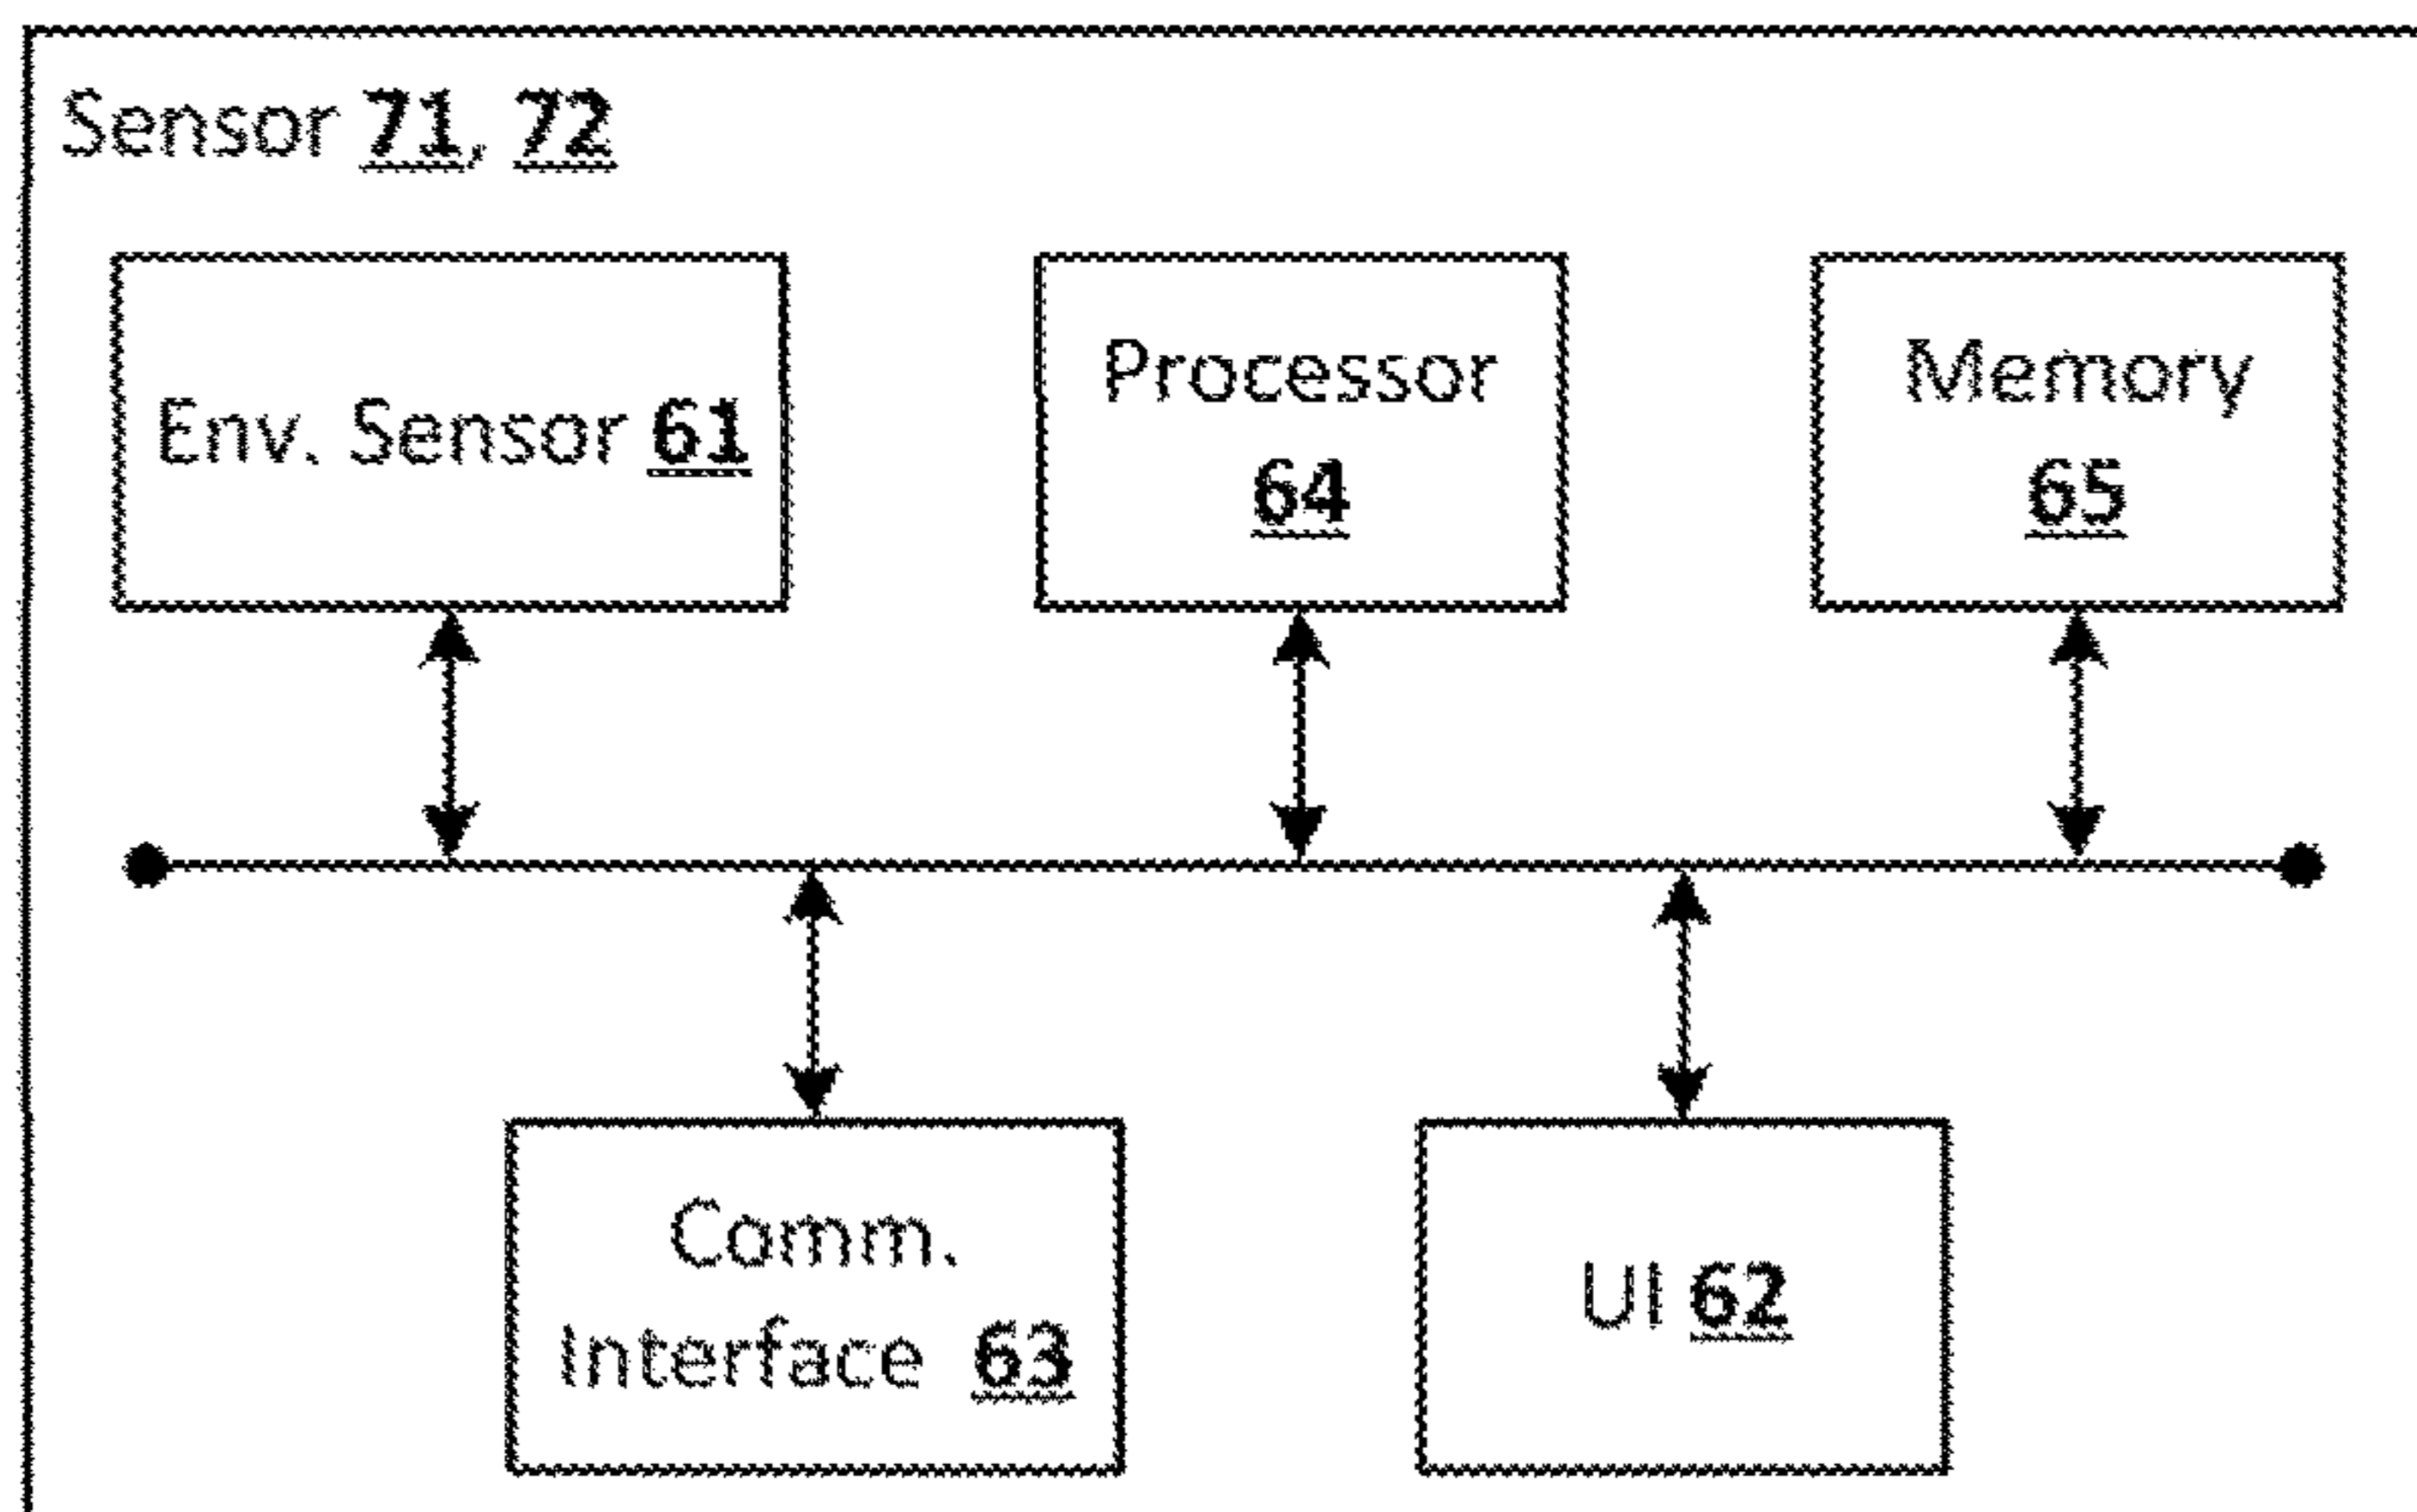 Sensor 71, 72
Env. Sensor 61
Processor
64
Memory
65
Comm.
Interface 63
UI 62